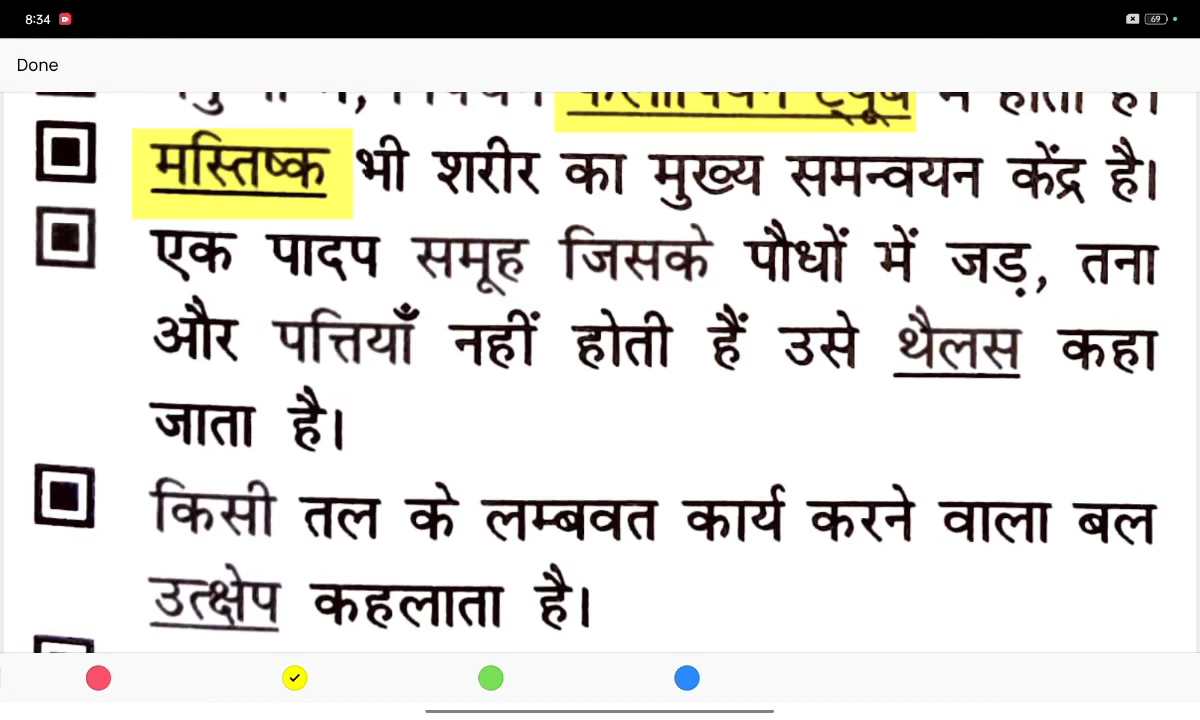 8:34
69
Done
मस्तिष्क भी शरीर का मुख्य समन्वयन केंद्र है।
एक पादप समूह जिसके पौधों में जड़, तना
और पत्तियाँ नहीं होती हैं उसे थैलस कहा
जाता है।
किसी तल के लम्बवत कार्य करने वाला बल
उत्क्षेप कहलाता है।